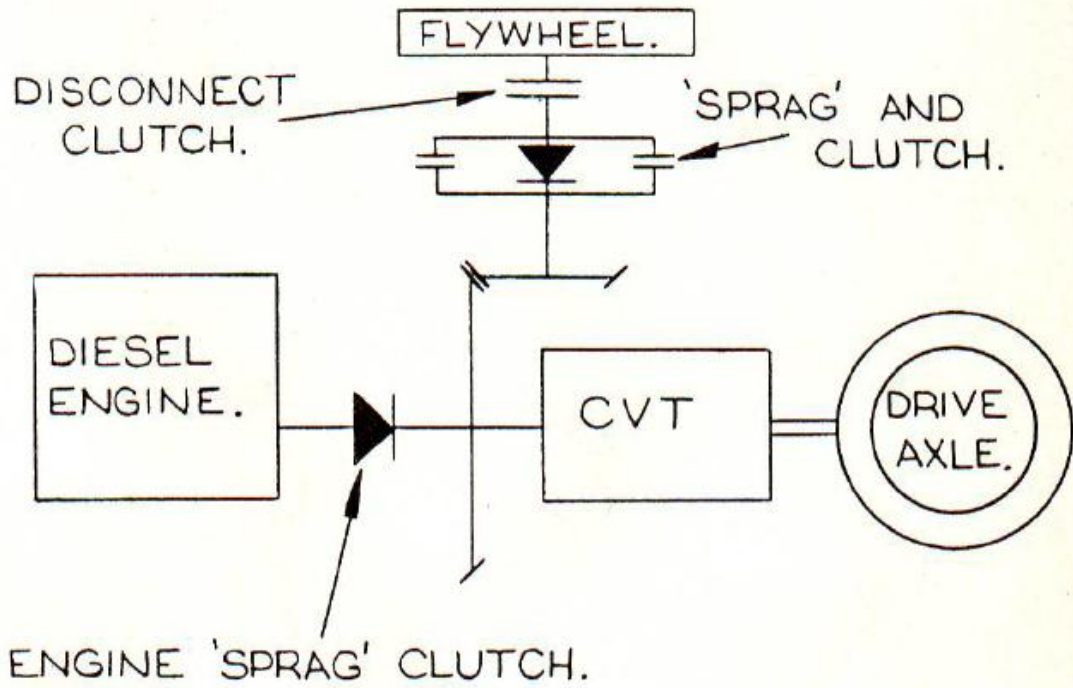 FLYWHEEL.
DISCONNECT
CLUTCH.
'SPRAG' AND
CLUTCH.
DIESEL
ENGINE.
CVT
DRIVE
AXLE.
ENGINE 'SPRAG' CLUTCH.